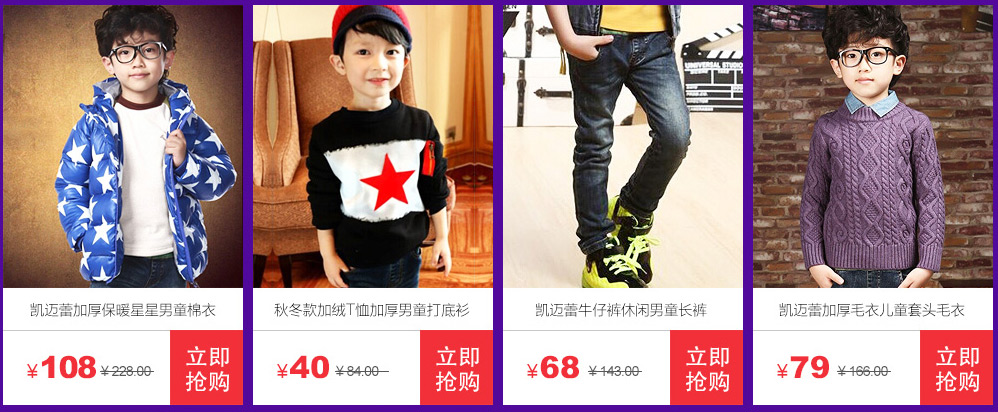 UNIVERSAL STUDIO
凯迈蕾加厚保暖星星男童棉衣
¥108 ¥228.00
立即
抢购
秋冬款加绒T恤加厚男童打底衫
¥40 ¥84.00
立即
抢购
凯迈蕾牛仔裤休闲男童长裤
¥68 ¥143.00
立即
抢购
凯迈蕾加厚毛衣儿童套头毛衣
¥79 ¥166.00
立即
抢购